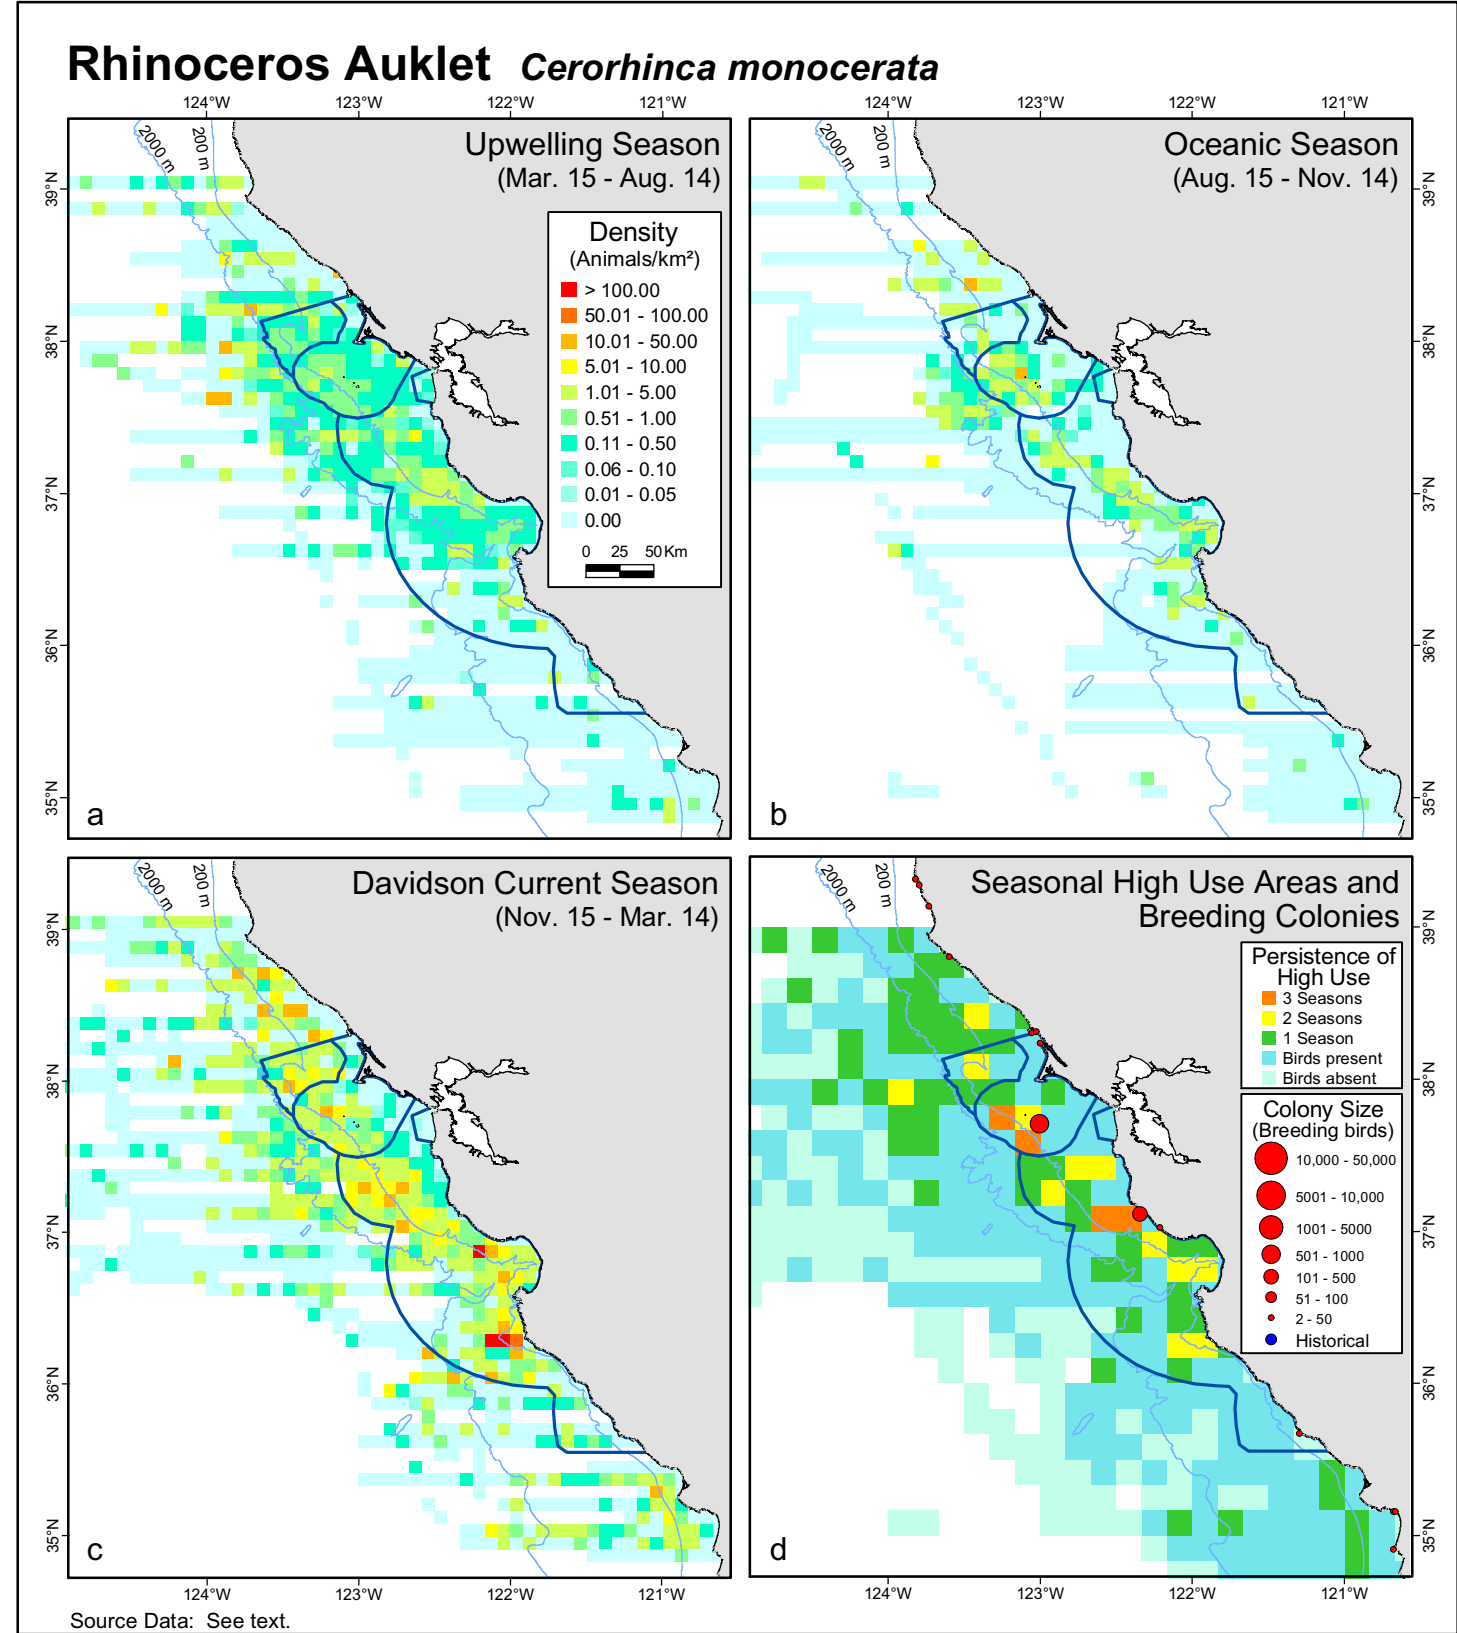 Rhinoceros Auklet Cerorhinca monocerata
124°W 123°W 122°W 121°W
124°W 123°W 122°W 121°W
2000 m
200 m
Upwelling Season
(Mar. 15 - Aug. 14)
39°N
38°N
37°N
36°N
35°N
Density
(Animals/km²)
> 100.00
50.01 - 100.00
10.01 - 50.00
5.01 - 10.00
1.01 - 5.00
0.51 - 1.00
0.11 - 0.50
0.06 - 0.10
0.01 - 0.05
0.00
0 25 50 Km
a
2000 m
200 m
Oceanic Season
(Aug. 15 - Nov. 14)
39°N
38°N
37°N
36°N
35°N
b
2000 m
200 m
Davidson Current Season
(Nov. 15 - Mar. 14)
39°N
38°N
37°N
36°N
35°N
c
2000 m
200 m
Seasonal High Use Areas and
Breeding Colonies
Persistence of
High Use
3 Seasons
2 Seasons
1 Season
Birds present
Birds absent
Colony Size
(Breeding birds)
10,000 - 50,000
5001 - 10,000
1001 - 5000
501 - 1000
101 - 500
51 - 100
2 - 50
Historical
39°N
38°N
37°N
36°N
35°N
d
124°W 123°W 122°W 121°W
124°W 123°W 122°W 121°W
Source Data: See text.